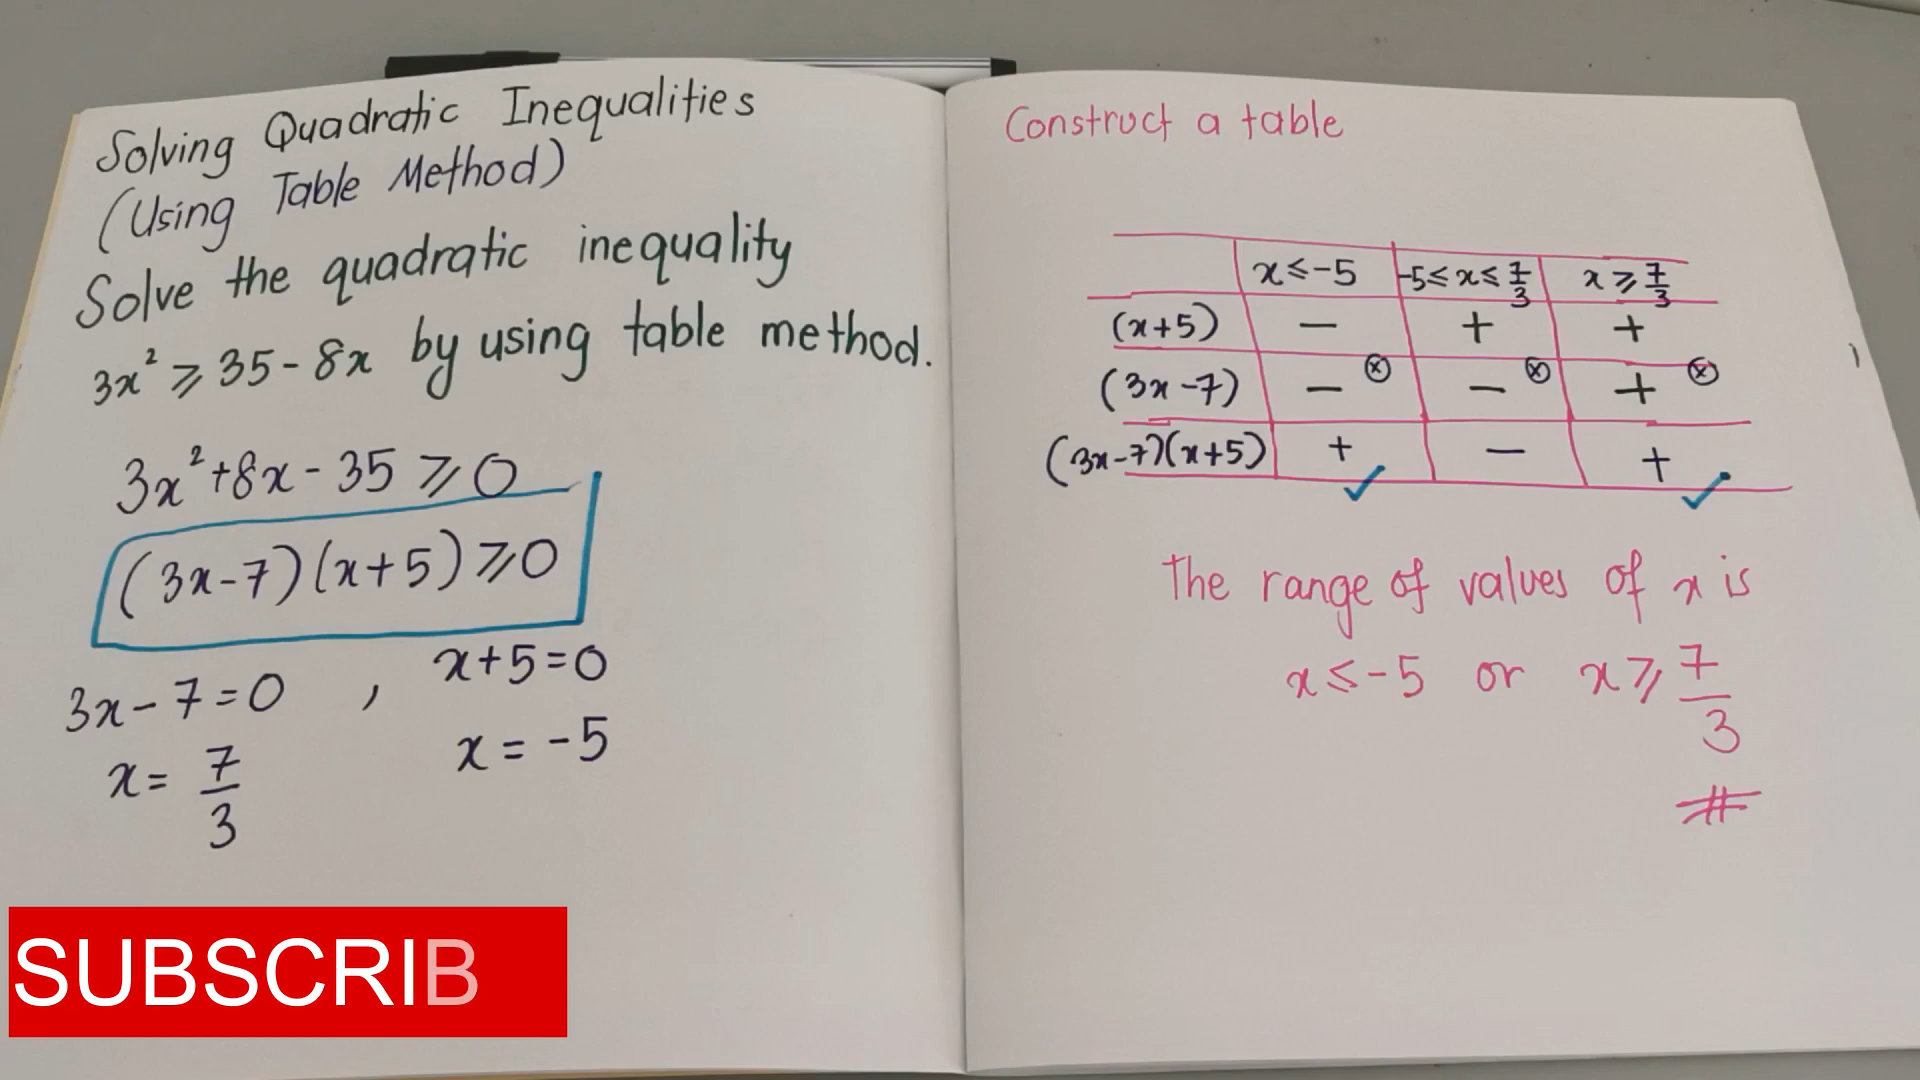 Solving Quadratic Inequalities
(Using Table Method)
Solve the quadratic inequality
3x² ⩾ 35 - 8x by using table method.
3x² + 8x - 35 ⩾ 0
(3x - 7)(x + 5) ⩾ 0
3x - 7 = 0 , x + 5 = 0
x = 7/3 x = -5
SUBSCRIB
Construct a table
x ⩽ -5 -5 ⩽ x ⩽ 7/3 x ⩾ 7/3
(x+5) - + +
(3x - 7) - ⊗ - ⊗ + ⊗
(3x-7)(x+5) + ✓ - + ✓
The range of values of x is
x ⩽ -5 or x ⩾ 7/3
#